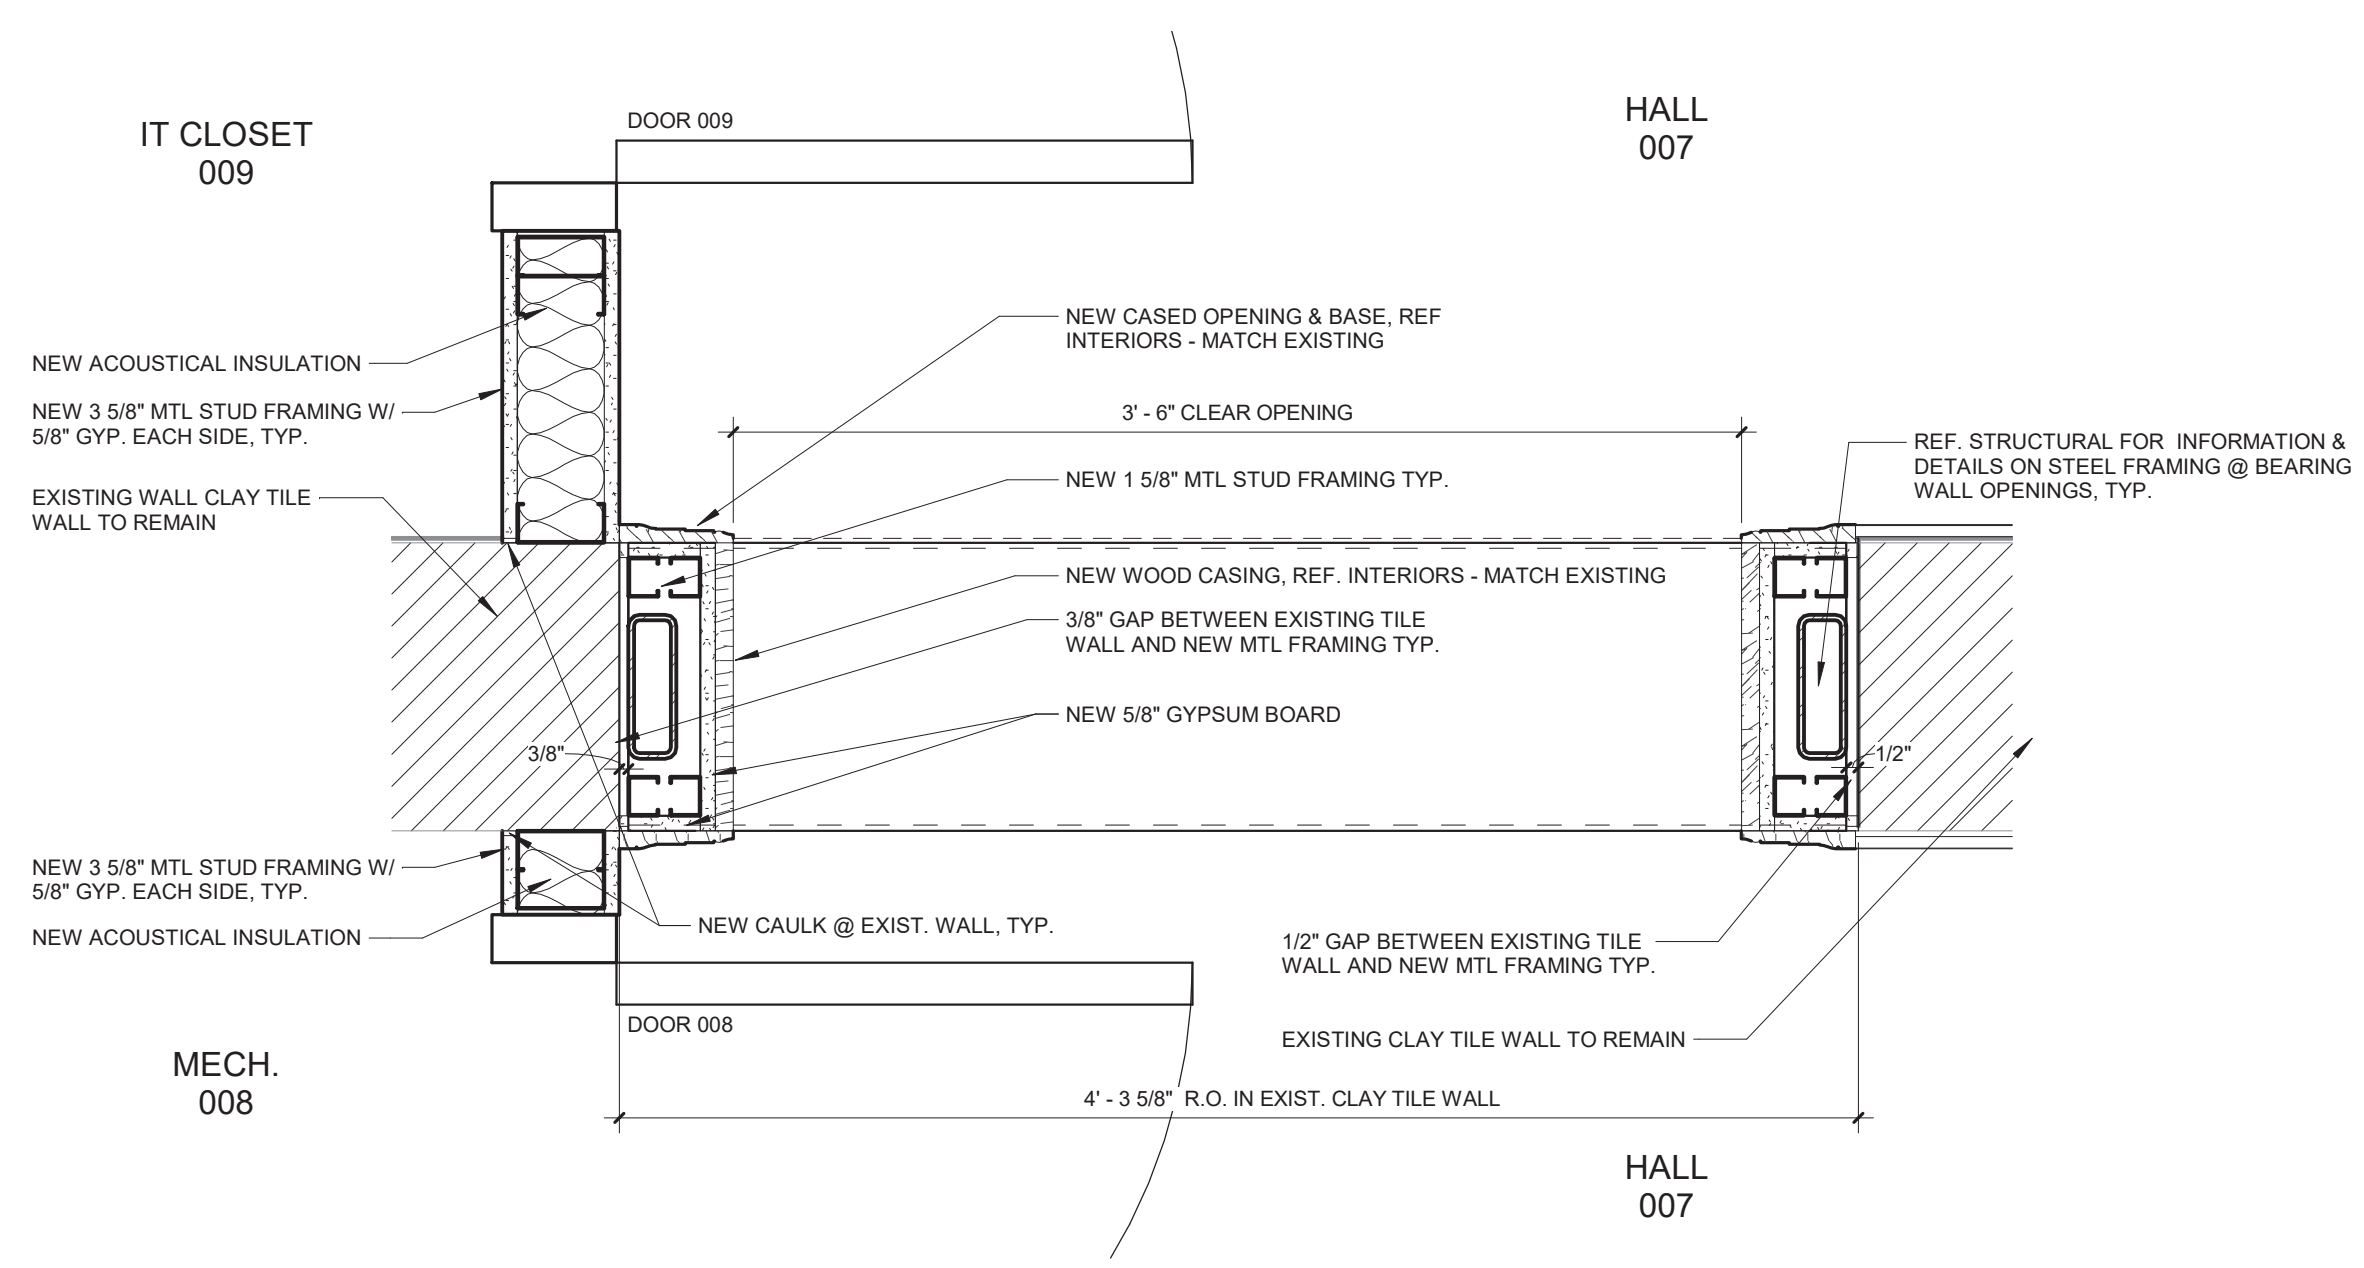 IT CLOSET
009
DOOR 009
HALL
007
NEW ACOUSTICAL INSULATION
NEW 3 5/8" MTL STUD FRAMING W/
5/8" GYP. EACH SIDE, TYP.
EXISTING WALL CLAY TILE
WALL TO REMAIN
NEW CASED OPENING & BASE, REF
INTERIORS - MATCH EXISTING
3' - 6" CLEAR OPENING
NEW 1 5/8" MTL STUD FRAMING TYP.
REF. STRUCTURAL FOR INFORMATION &
DETAILS ON STEEL FRAMING @ BEARING
WALL OPENINGS, TYP.
NEW WOOD CASING, REF. INTERIORS - MATCH EXISTING
3/8" GAP BETWEEN EXISTING TILE
WALL AND NEW MTL FRAMING TYP.
NEW 5/8" GYPSUM BOARD
3/8"
1/2"
NEW 3 5/8" MTL STUD FRAMING W/
5/8" GYP. EACH SIDE, TYP.
NEW ACOUSTICAL INSULATION
NEW CAULK @ EXIST. WALL, TYP.
1/2" GAP BETWEEN EXISTING TILE
WALL AND NEW MTL FRAMING TYP.
DOOR 008
EXISTING CLAY TILE WALL TO REMAIN
MECH.
008
4' - 3 5/8" R.O. IN EXIST. CLAY TILE WALL
HALL
007